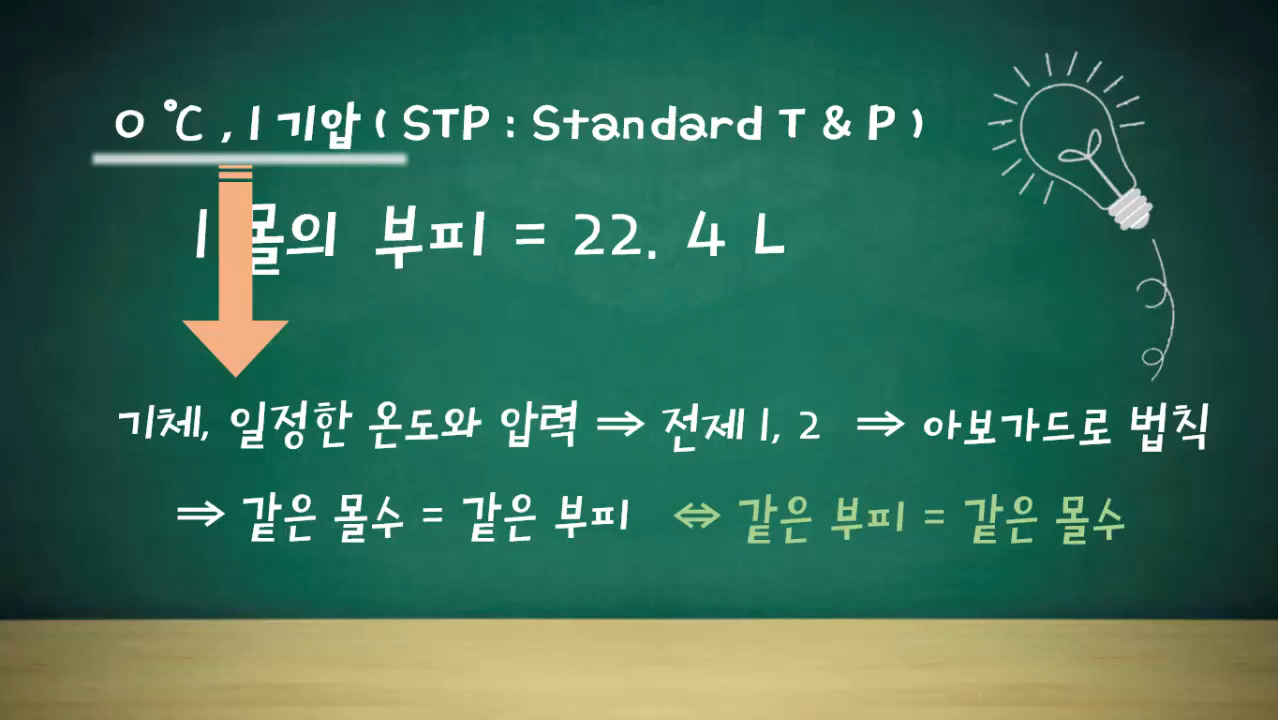 0 ℃, 1 기압 ( STP : Standard T & P )
1 몰의 부피 = 22. 4 L
기체, 일정한 온도와 압력 ⇒ 전제 1, 2 ⇒ 아보가드로 법칙
⇒ 같은 몰수 = 같은 부피 ⇔ 같은 부피 = 같은 몰수